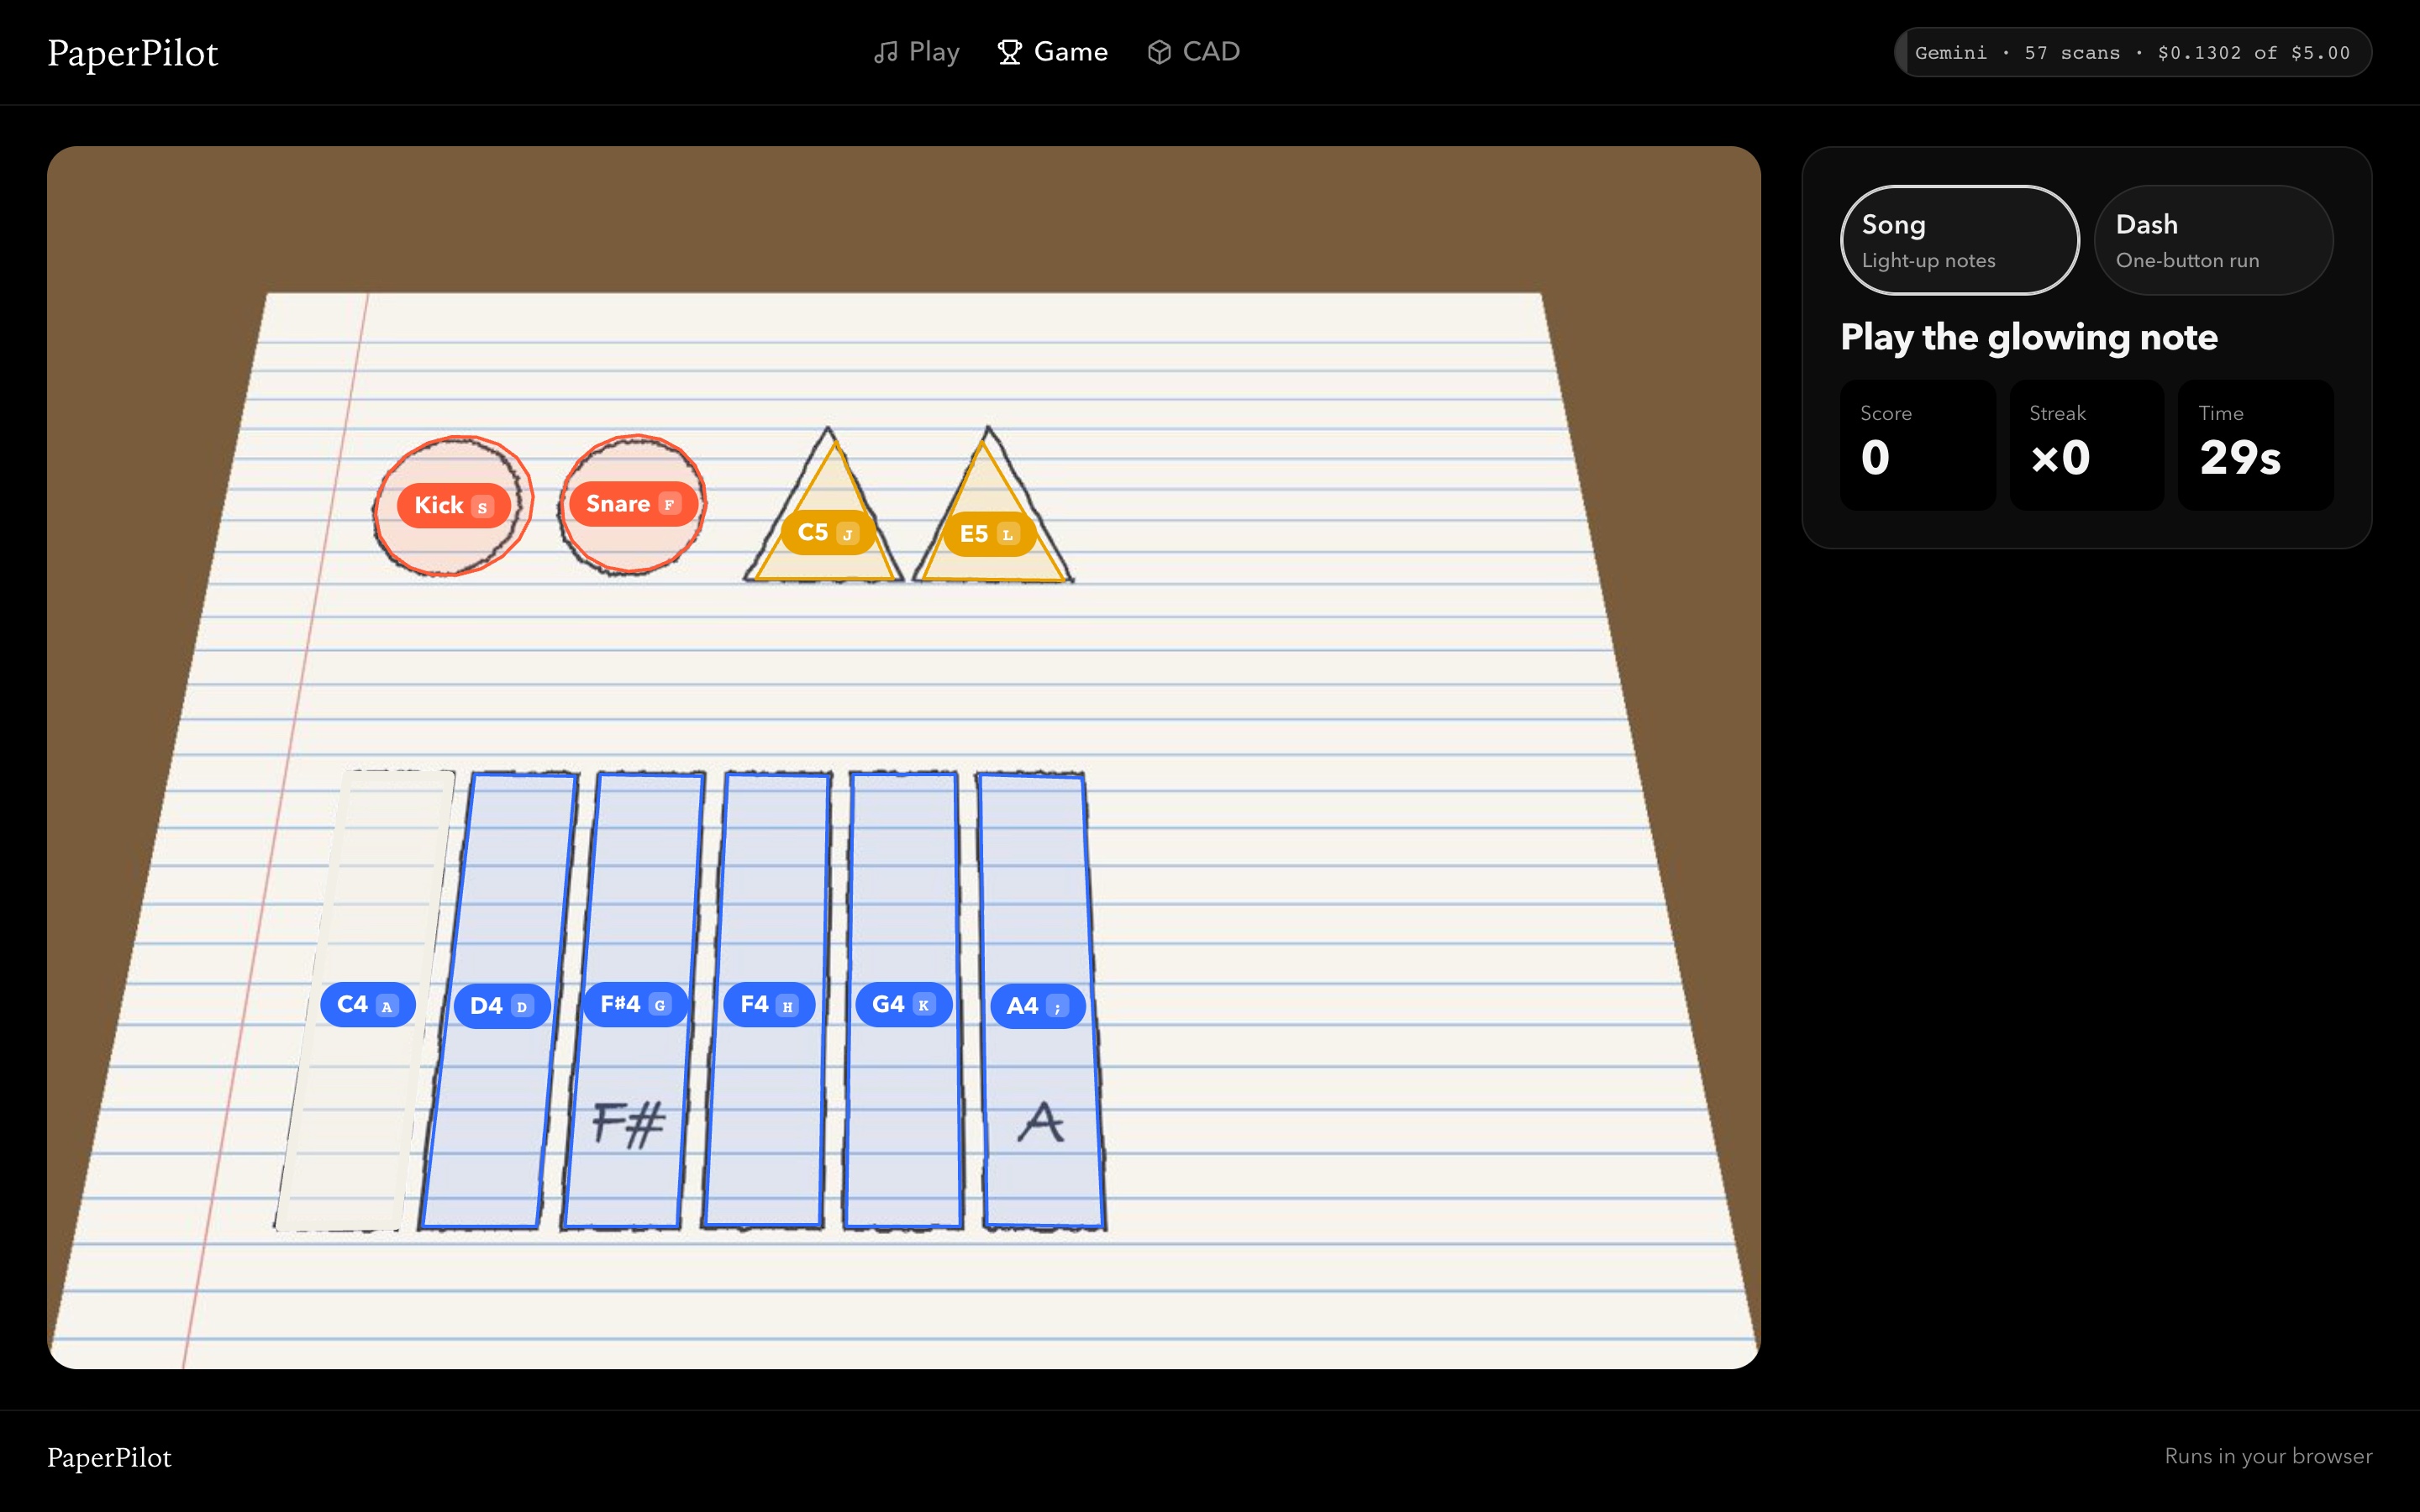 PaperPilot
Play
Game
CAD
Gemini · 57 scans · $0.1302 of $5.00
Song
Light-up notes
Dash
One-button run
Play the glowing note
Score
0
Streak
×0
Time
29s
Kick S
Snare F
C5 J
E5 L
C4 A
D4 D
F#4 G
F4 H
G4 K
A4 ;
F#
A
PaperPilot
Runs in your browser